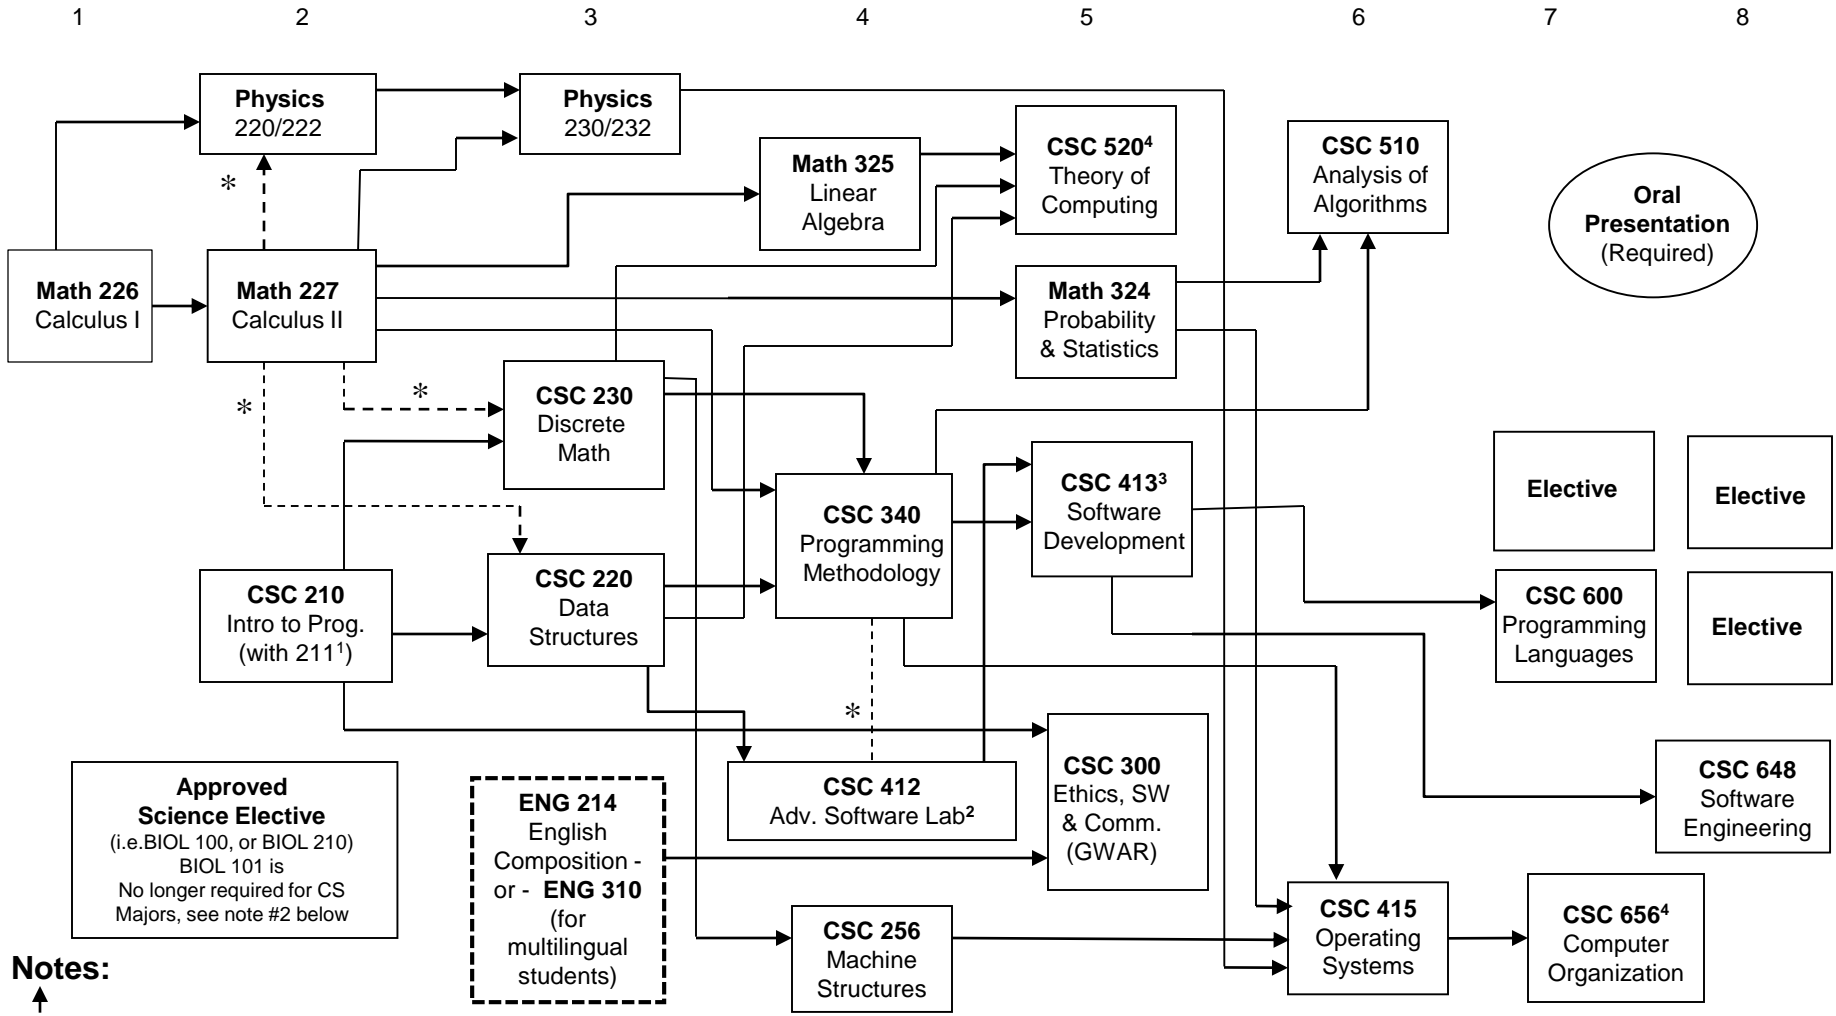 1 2 3 4 5 6 7 8
Physics
220/222
Physics
230/232
Math 325
Linear
Algebra
CSC 520⁴
Theory of
Computing
CSC 510
Analysis of
Algorithms
Oral
Presentation
(Required)
*
Math 226
Calculus I
Math 227
Calculus II
Math 324
Probability
& Statistics
*
*
CSC 230
Discrete
Math
CSC 340
Programming
Methodology
CSC 413³
Software
Development
Elective
Elective
CSC 210
Intro to Prog.
(with 211¹)
CSC 220
Data
Structures
CSC 600
Programming
Languages
Elective
*
Approved
Science Elective
(i.e.BIOL 100, or BIOL 210)
BIOL 101 is
No longer required for CS
Majors, see note #2 below
ENG 214
English
Composition -
or - ENG 310
(for
multilingual
students)
CSC 412
Adv. Software Lab²
CSC 300
Ethics, SW
& Comm.
(GWAR)
CSC 648
Software
Engineering
CSC 256
Machine
Structures
CSC 415
Operating
Systems
CSC 656⁴
Computer
Organization
Notes: